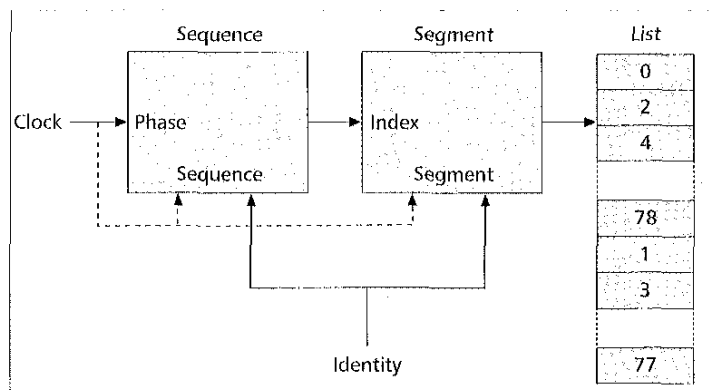 Sequence
Segment
List
Clock
Phase
Index
Sequence
Segment
Identity
0
2
4
78
1
3
77